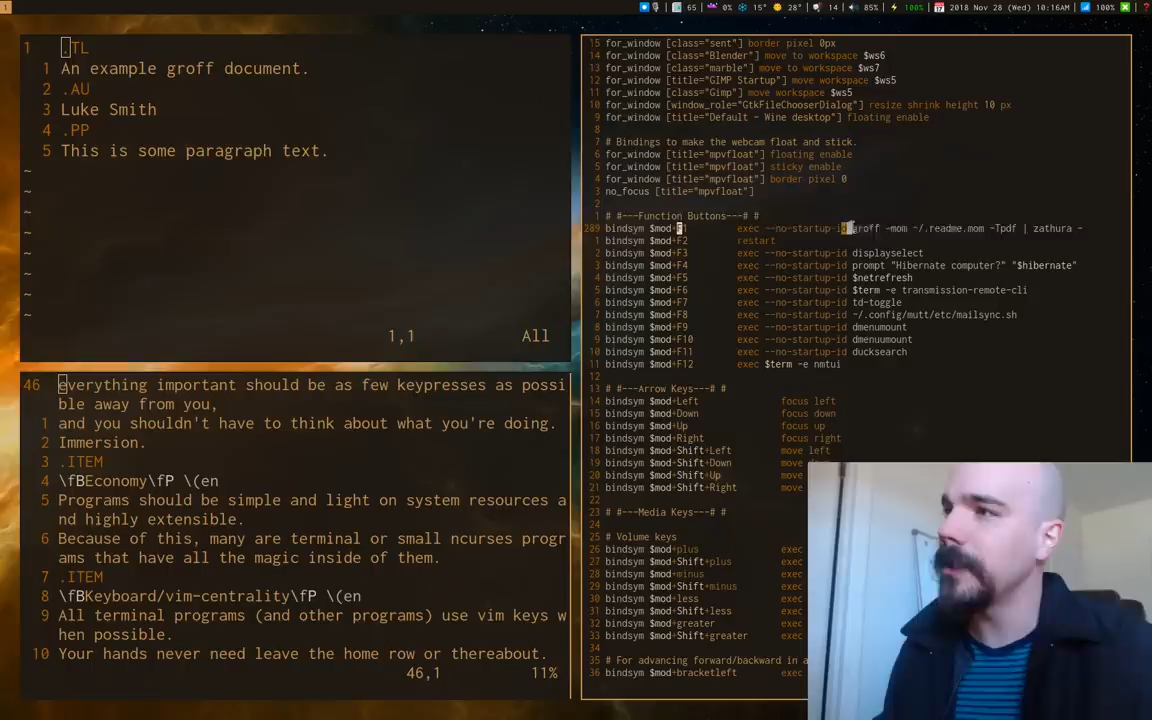 1
65
0%
15°
28°
14
85%
100%
2018 Nov 28 (Wed) 10:16AM
100%
?
1 .TL
1 An example groff document.
2 .AU
3 Luke Smith
4 .PP
5 This is some paragraph text.
~
~
~
~
~
~
~
~
1,1 All
46 everything important should be as few keypresses as possi
ble away from you,
1 and you shouldn't have to think about what you're doing.
2 Immersion.
3 .ITEM
4 \fBEconomy\fP \(en
5 Programs should be simple and light on system resources a
nd highly extensible.
6 Because of this, many are terminal or small ncurses progr
ams that have all the magic inside of them.
7 .ITEM
8 \fBKeyboard/vim-centrality\fP \(en
9 All terminal programs (and other programs) use vim keys w
hen possible.
10 Your hands never need leave the home row or thereabout.
46,1 11%
15 for_window [class="sent"] border pixel 0px
14 for_window [class="Blender"] move to workspace $ws6
13 for_window [class="marble"] move to workspace $ws7
12 for_window [title="GIMP Startup"] move workspace $ws5
11 for_window [class="Gimp"] move workspace $ws5
10 for_window [window_role="GtkFileChooserDialog"] resize shrink height 10 px
9 for_window [title="Default - Wine desktop"] floating enable
8
7 # Bindings to make the webcam float and stick.
6 for_window [title="mpvfloat"] floating enable
5 for_window [title="mpvfloat"] sticky enable
4 for_window [title="mpvfloat"] border pixel 0
3 no_focus [title="mpvfloat"]
2
1 # #---Function Buttons---# #
289 bindsym $mod+F1 exec --no-startup-id groff -mom ~/.readme.mom -Tpdf | zathura -
1 bindsym $mod+F2 restart
2 bindsym $mod+F3 exec --no-startup-id displayselect
3 bindsym $mod+F4 exec --no-startup-id prompt "Hibernate computer?" "$hibernate"
4 bindsym $mod+F5 exec --no-startup-id $netrefresh
5 bindsym $mod+F6 exec --no-startup-id $term -e transmission-remote-cli
6 bindsym $mod+F7 exec --no-startup-id td-toggle
7 bindsym $mod+F8 exec --no-startup-id ~/.config/mutt/etc/mailsync.sh
8 bindsym $mod+F9 exec --no-startup-id dmenumount
9 bindsym $mod+F10 exec --no-startup-id dmenuumount
10 bindsym $mod+F11 exec --no-startup-id ducksearch
11 bindsym $mod+F12 exec $term -e nmtui
12
13 # #---Arrow Keys---# #
14 bindsym $mod+Left focus left
15 bindsym $mod+Down focus down
16 bindsym $mod+Up focus up
17 bindsym $mod+Right focus right
18 bindsym $mod+Shift+Left move left
19 bindsym $mod+Shift+Down move
20 bindsym $mod+Shift+Up move
21 bindsym $mod+Shift+Right move
22
23 # #---Media Keys---# #
24
25 # Volume keys
26 bindsym $mod+plus exec
27 bindsym $mod+Shift+plus exec
28 bindsym $mod+minus exec
29 bindsym $mod+Shift+minus exec
30 bindsym $mod+less exec
31 bindsym $mod+Shift+less exec
32 bindsym $mod+greater exec
33 bindsym $mod+Shift+greater exec
34
35 # For advancing forward/backward in a
36 bindsym $mod+bracketleft exec